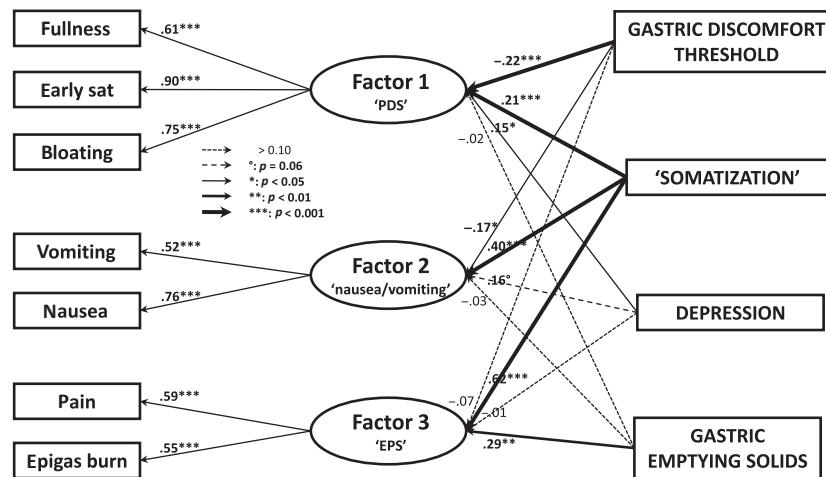 Fullness
Early sat
Bloating
Vomiting
Nausea
Pain
Epigas burn
.61***
.90***
.75***
.52***
.76***
.59***
.55***
Factor 1
'PDS'
> 0.10
°: p = 0.06
*: p < 0.05
**: p < 0.01
***: p < 0.001
Factor 2
'nausea/vomiting'
Factor 3
'EPS'
−.22***
.21***
.15*
−.02
−.17*
.40***
.16°
−.03
.62***
−.07
−.01
.29**
GASTRIC DISCOMFORT
THRESHOLD
'SOMATIZATION'
DEPRESSION
GASTRIC
EMPTYING SOLIDS